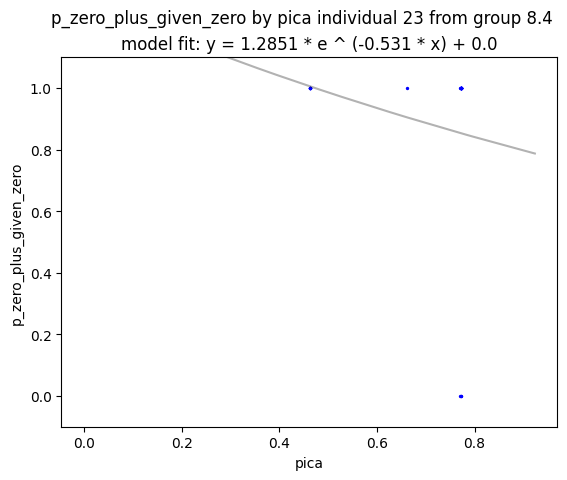 p_zero_plus_given_zero by pica individual 23 from group 8.4
model fit: y = 1.2851 * e ^ (-0.531 * x) + 0.0
1.0
0.8
0.6
0.4
0.2
0.0
p_zero_plus_given_zero
0.0 0.2 0.4 0.6 0.8
pica